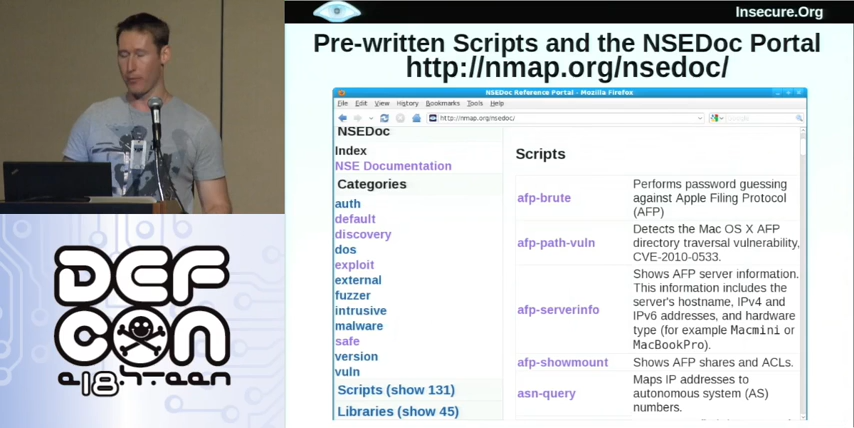 Insecure.Org
Pre-written Scripts and the NSEDoc Portal
http://nmap.org/nsedoc/
NSEDoc Reference Portal - Mozilla Firefox
File Edit View History Bookmarks Tools Help
http://nmap.org/nsedoc/
NSEDoc
Index
NSE Documentation
Categories
auth
default
discovery
dos
exploit
external
fuzzer
intrusive
malware
safe
version
vuln
Scripts (show 131)
Libraries (show 45)
Scripts
afp-brute
Performs password guessing
against Apple Filing Protocol
(AFP)
afp-path-vuln
Detects the Mac OS X AFP
directory traversal vulnerability,
CVE-2010-0533.
afp-serverinfo
Shows AFP server information.
This information includes the
server's hostname, IPv4 and
IPv6 addresses, and hardware
type (for example Macmini or
MacBookPro).
afp-showmount
Shows AFP shares and ACLs.
asn-query
Maps IP addresses to
autonomous system (AS)
numbers.
DEF
CON
e18hteen